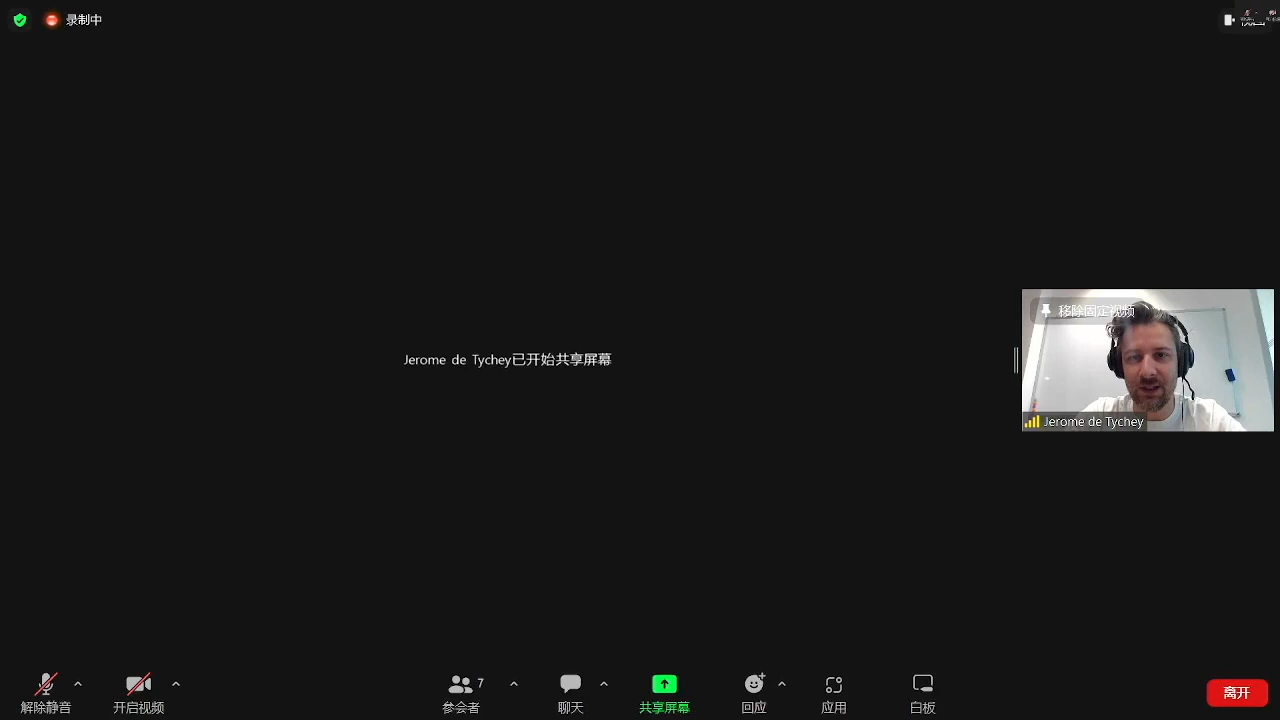 录制中
Jerome de Tychey已开始共享屏幕
移除固定视频
Jerome de Tychey
解除静音
开启视频
7
参会者
聊天
共享屏幕
回应
应用
白板
离开